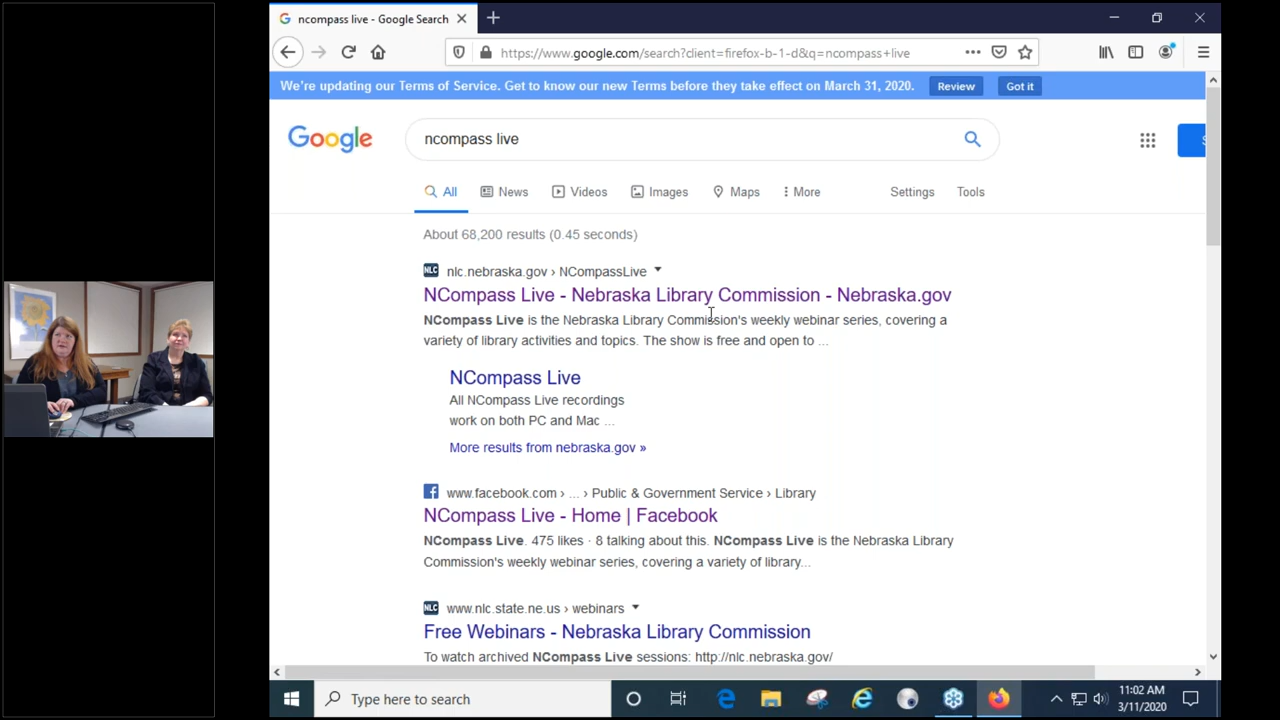 ncompass live - Google Search
https://www.google.com/search?client=firefox-b-1-d&q=ncompass+live
We're updating our Terms of Service. Get to know our new Terms before they take effect on March 31, 2020.
Review
Got it
Google
ncompass live
All
News
Videos
Images
Maps
More
Settings
Tools
About 68,200 results (0.45 seconds)
NLC
nlc.nebraska.gov › NCompassLive
NCompass Live - Nebraska Library Commission - Nebraska.gov
NCompass Live is the Nebraska Library Commission's weekly webinar series, covering a
variety of library activities and topics. The show is free and open to ...
NCompass Live
All NCompass Live recordings
work on both PC and Mac ...
More results from nebraska.gov »
www.facebook.com › ... › Public & Government Service › Library
NCompass Live - Home | Facebook
NCompass Live. 475 likes · 8 talking about this. NCompass Live is the Nebraska Library
Commission's weekly webinar series, covering a variety of library...
NLC
www.nlc.state.ne.us › webinars
Free Webinars - Nebraska Library Commission
To watch archived NCompass Live sessions: http://nlc.nebraska.gov/
Type here to search
11:02 AM
3/11/2020